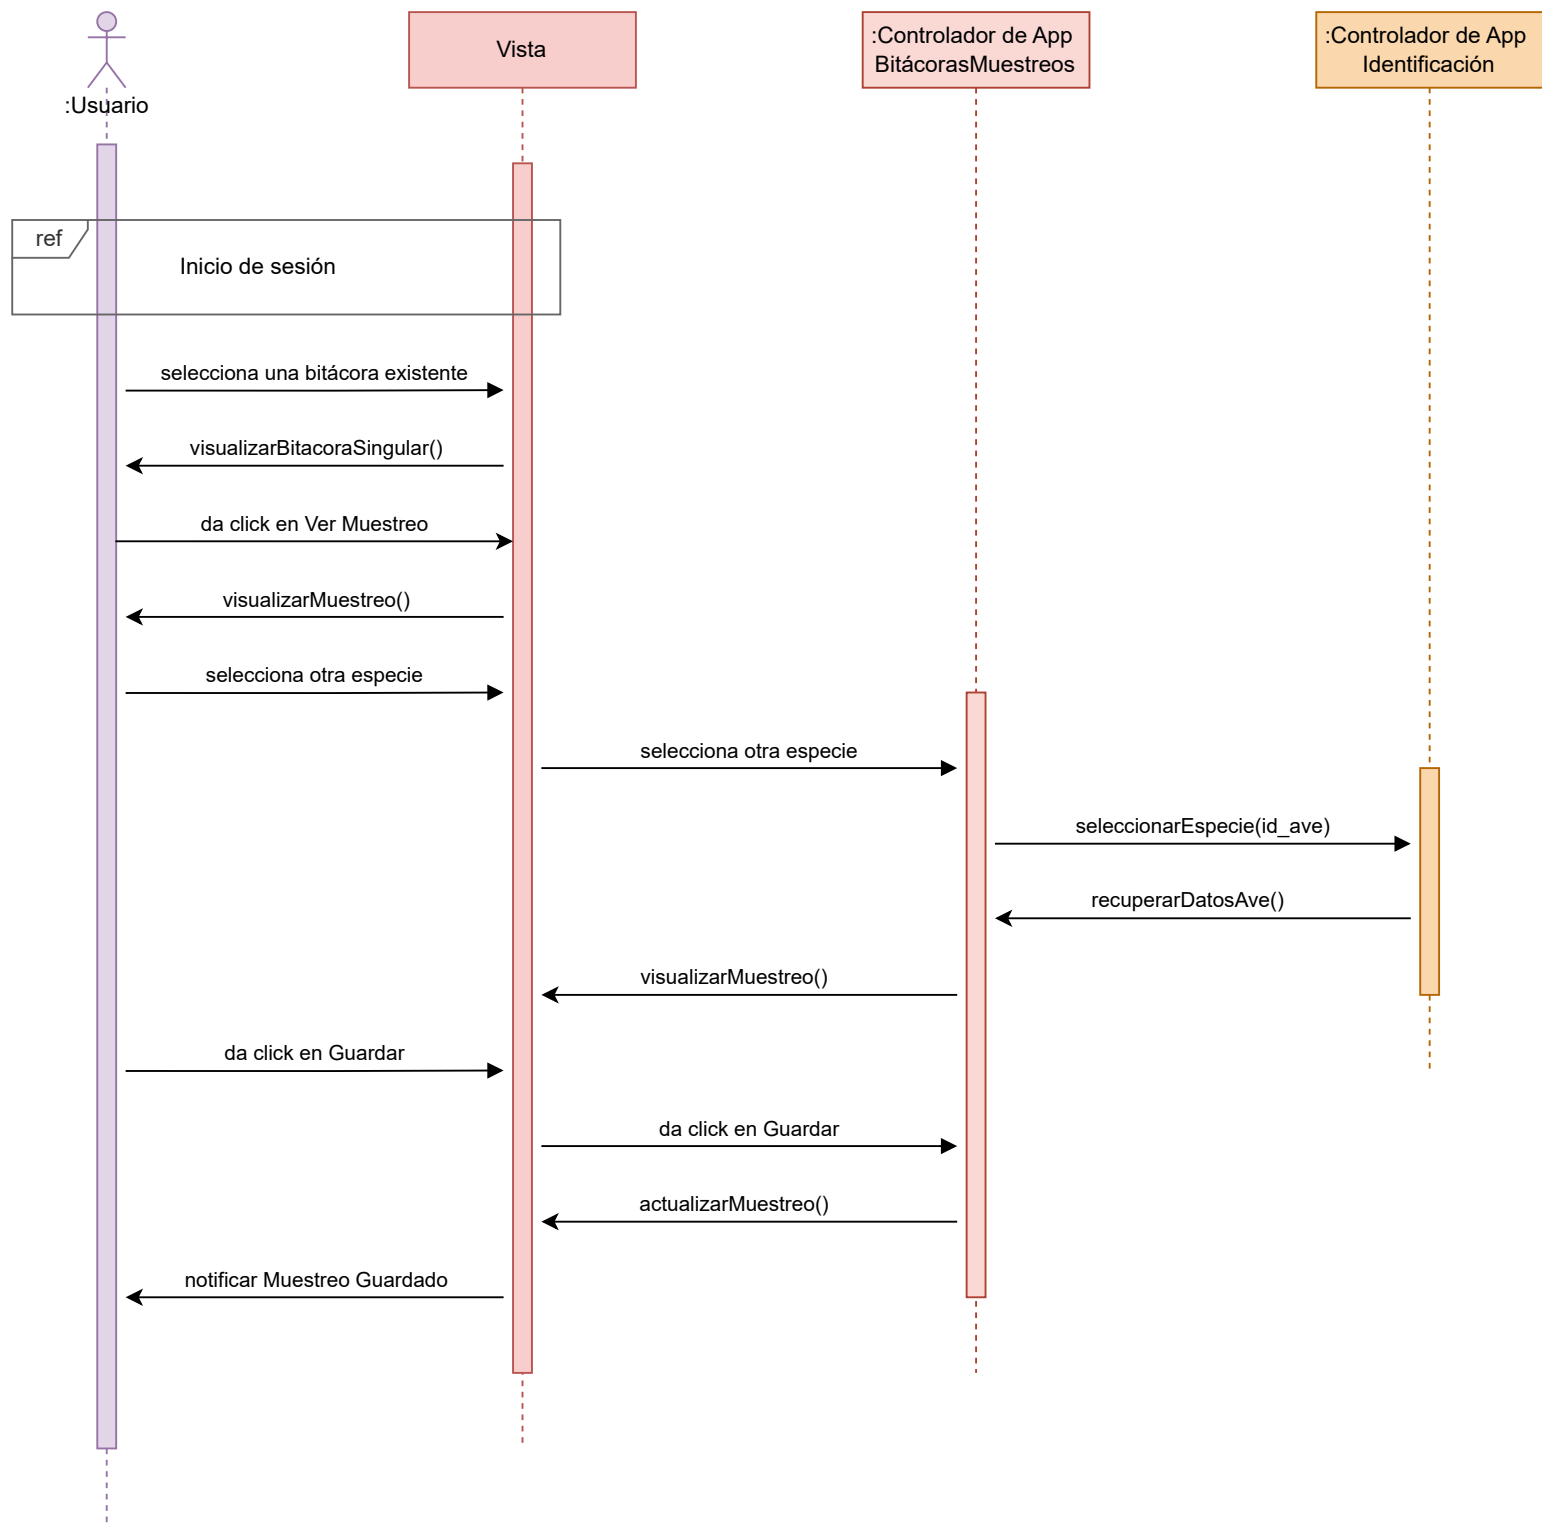 :Usuario
Vista
:Controlador de App
BitácorasMuestreos
:Controlador de App
Identificación
ref
Inicio de sesión
selecciona una bitácora existente
visualizarBitacoraSingular()
da click en Ver Muestreo
visualizarMuestreo()
selecciona otra especie
selecciona otra especie
seleccionarEspecie(id_ave)
recuperarDatosAve()
visualizarMuestreo()
da click en Guardar
da click en Guardar
actualizarMuestreo()
notificar Muestreo Guardado